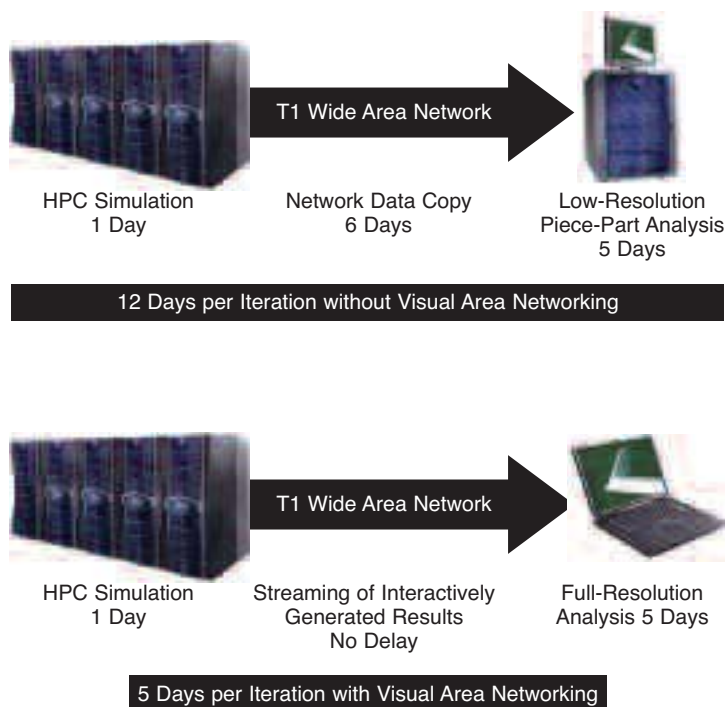 T1 Wide Area Network
HPC Simulation
1 Day
Network Data Copy
6 Days
Low-Resolution
Piece-Part Analysis
5 Days
12 Days per Iteration without Visual Area Networking
T1 Wide Area Network
HPC Simulation
1 Day
Streaming of Interactively
Generated Results
No Delay
Full-Resolution
Analysis 5 Days
5 Days per Iteration with Visual Area Networking